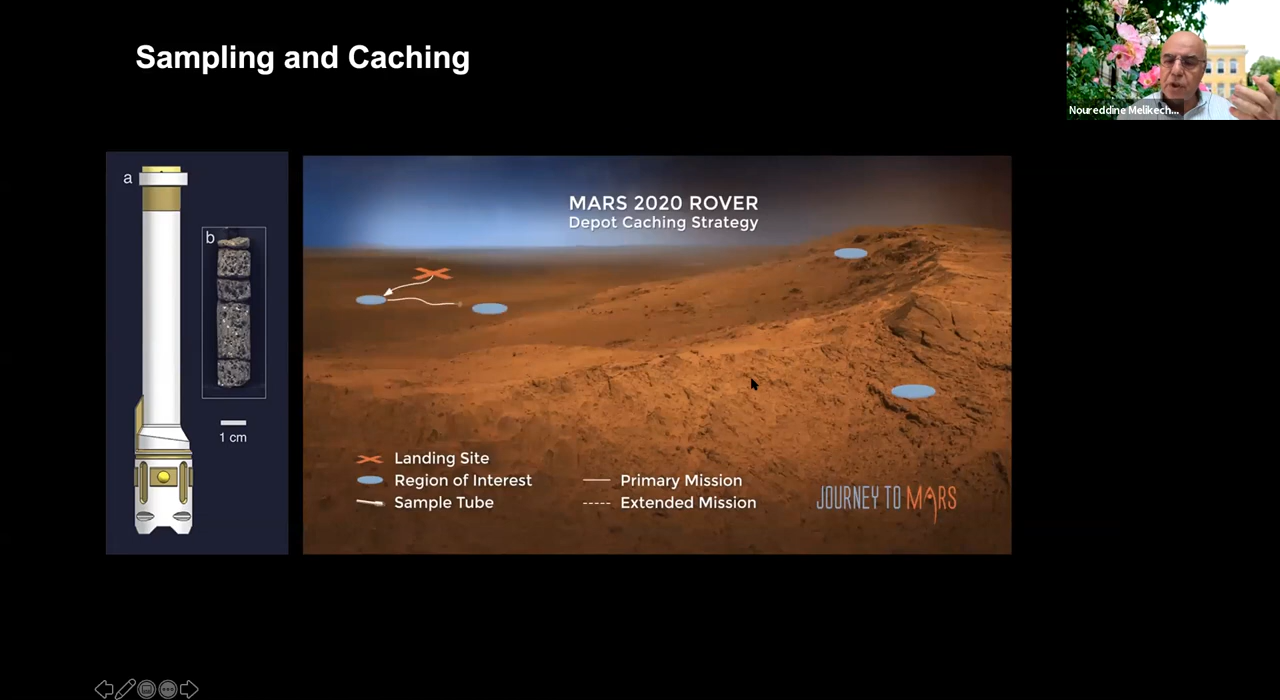 Sampling and Caching
Noureddine Melikech...
a
b
1 cm
MARS 2020 ROVER
Depot Caching Strategy
Landing Site
Region of Interest
Sample Tube
Primary Mission
Extended Mission
JOURNEY TO MARS